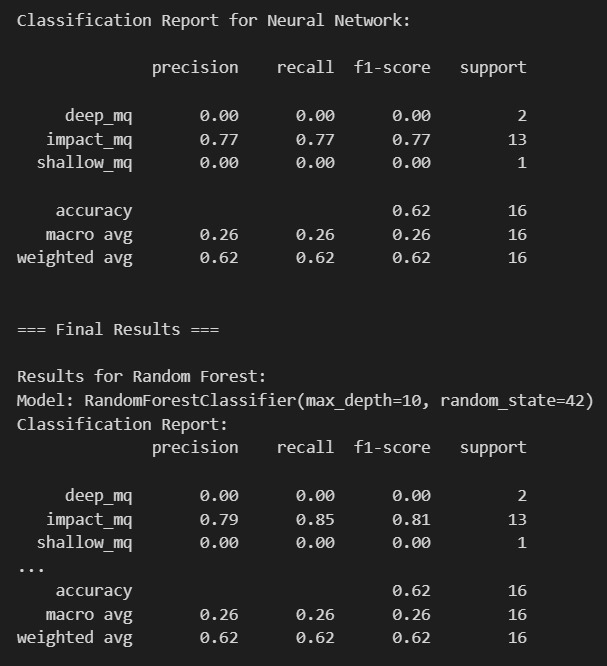 Classification Report for Neural Network:
precision recall f1-score support
deep_mq 0.00 0.00 0.00 2
impact_mq 0.77 0.77 0.77 13
shallow_mq 0.00 0.00 0.00 1
accuracy 0.62 16
macro avg 0.26 0.26 0.26 16
weighted avg 0.62 0.62 0.62 16
=== Final Results ===
Results for Random Forest:
Model: RandomForestClassifier(max_depth=10, random_state=42)
Classification Report:
precision recall f1-score support
deep_mq 0.00 0.00 0.00 2
impact_mq 0.79 0.85 0.81 13
shallow_mq 0.00 0.00 0.00 1
...
accuracy 0.62 16
macro avg 0.26 0.26 0.26 16
weighted avg 0.62 0.62 0.62 16